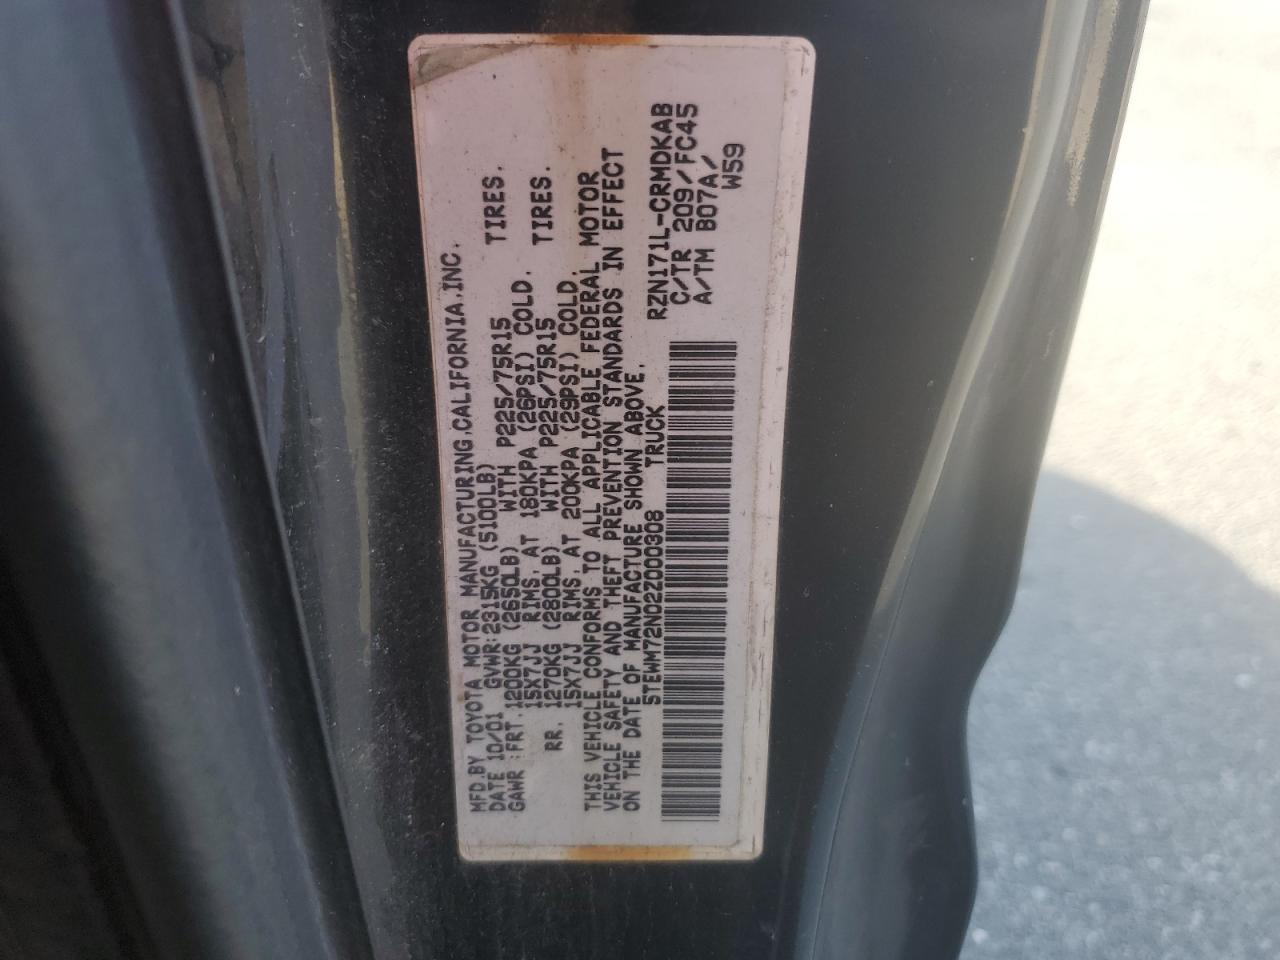 MFD.BY TOYOTA MOTOR MANUFACTURING,CALIFORNIA,INC.
DATE 10/01 GVWR:2315KG (5100LB)
GAWR :FRT.1200KG (2650LB) WITH P225/75R15 TIRES.
15X7JJ RIMS,AT 180KPA (26PSI) COLD.
RR. 1270KG (2800LB) WITH P225/75R15 TIRES.
15X7JJ RIMS,AT 200KPA (29PSI) COLD.
THIS VEHICLE CONFORMS TO ALL APPLICABLE FEDERAL MOTOR
VEHICLE SAFETY AND THEFT PREVENTION STANDARDS IN EFFECT
ON THE DATE OF MANUFACTURE SHOWN ABOVE.
5TEWM72N02Z000308 TRUCK
RZN171L-CRMDKAB
C/TR 209/FC45
A/TM B07A/
W59